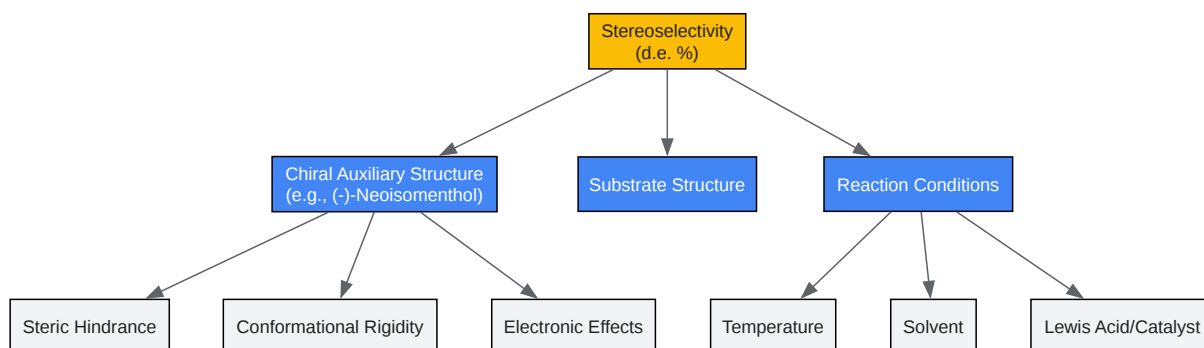 Stereoselectivity
(d.e. %)
Chiral Auxiliary Structure
(e.g., (-)-Neoisomenthol)
Substrate Structure
Reaction Conditions
Steric Hindrance
Conformational Rigidity
Electronic Effects
Temperature
Solvent
Lewis Acid/Catalyst